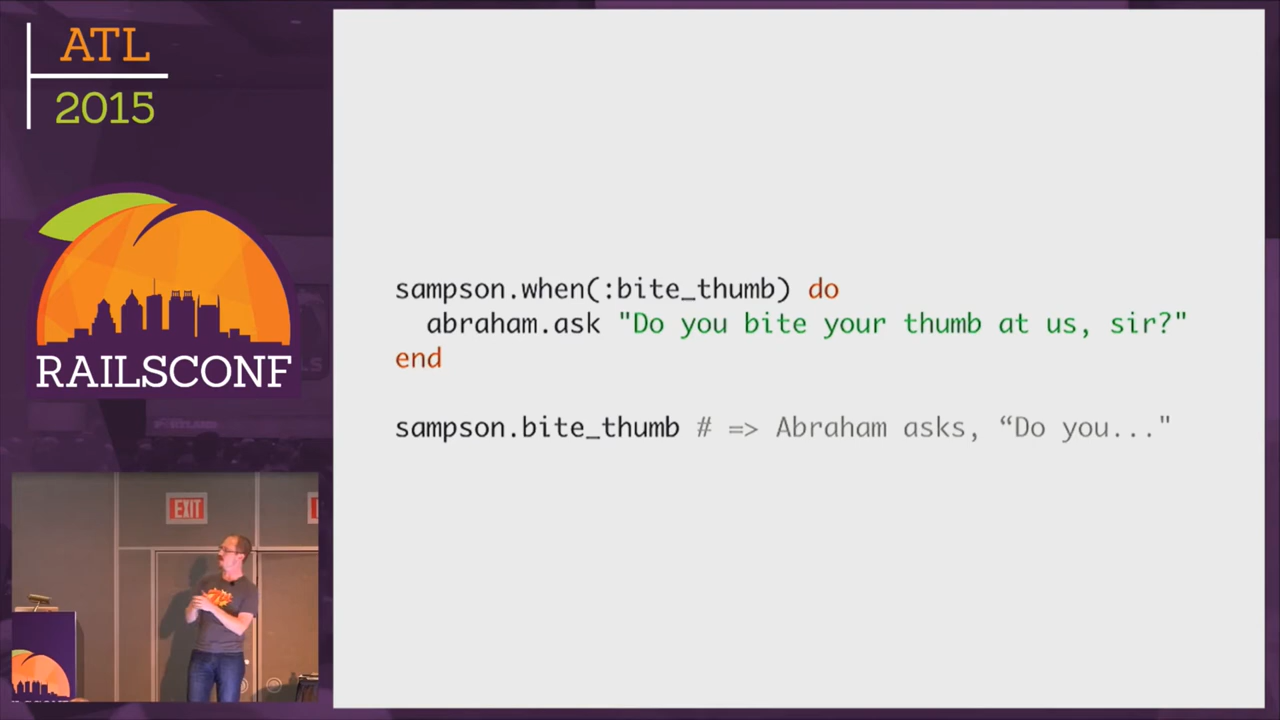 ATL
2015
RAILSCONF
sampson.when(:bite_thumb) do
  abraham.ask "Do you bite your thumb at us, sir?"
end
sampson.bite_thumb # => Abraham asks, “Do you..."
EXIT